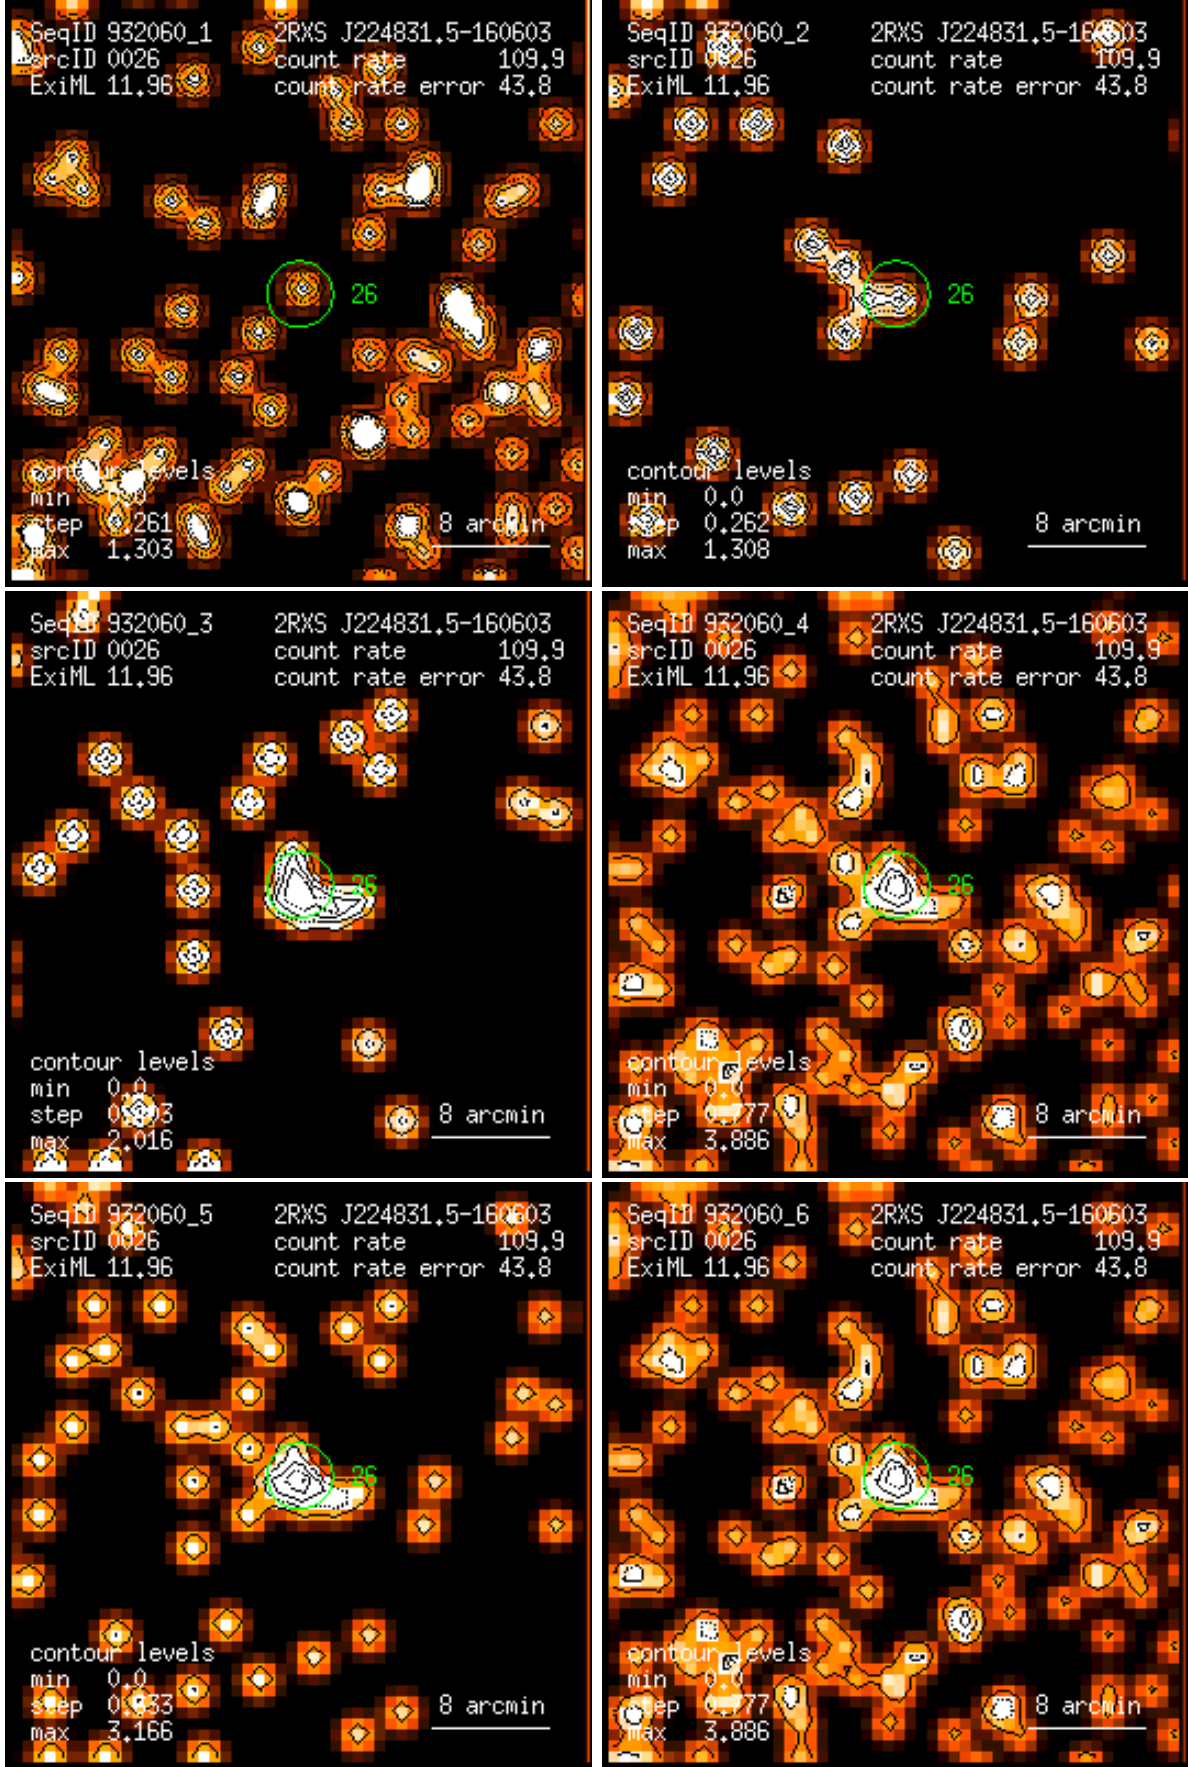 SeqID 932060_1 2RXS J224831.5-160603
srcID 0026 count rate 109.9
ExiML 11.96 count rate error 43.8
26
contour levels
min 0.0
step 0.261 8 arcmin
max 1.303
SeqID 932060_2 2RXS J224831.5-160603
srcID 0026 count rate 109.9
ExiML 11.96 count rate error 43.8
26
contour levels
min 0.0
step 0.262 8 arcmin
max 1.308
SeqID 932060_3 2RXS J224831.5-160603
srcID 0026 count rate 109.9
ExiML 11.96 count rate error 43.8
26
contour levels
min 0.0
step 8 arcmin
max 2.016
SeqID 932060_4 2RXS J224831.5-160603
srcID 0026 count rate 109.9
ExiML 11.96 count rate error 43.8
26
contour levels
min 0.0
step 0.777 8 arcmin
max 3.886
SeqID 932060_5 2RXS J224831.5-160603
srcID 0026 count rate 109.9
ExiML 11.96 count rate error 43.8
26
contour levels
min 0.0
step 0.633 8 arcmin
max 3.166
SeqID 932060_6 2RXS J224831.5-160603
srcID 0026 count rate 109.9
ExiML 11.96 count rate error 43.8
26
contour levels
min 0.0
step 0.777 8 arcmin
max 3.886